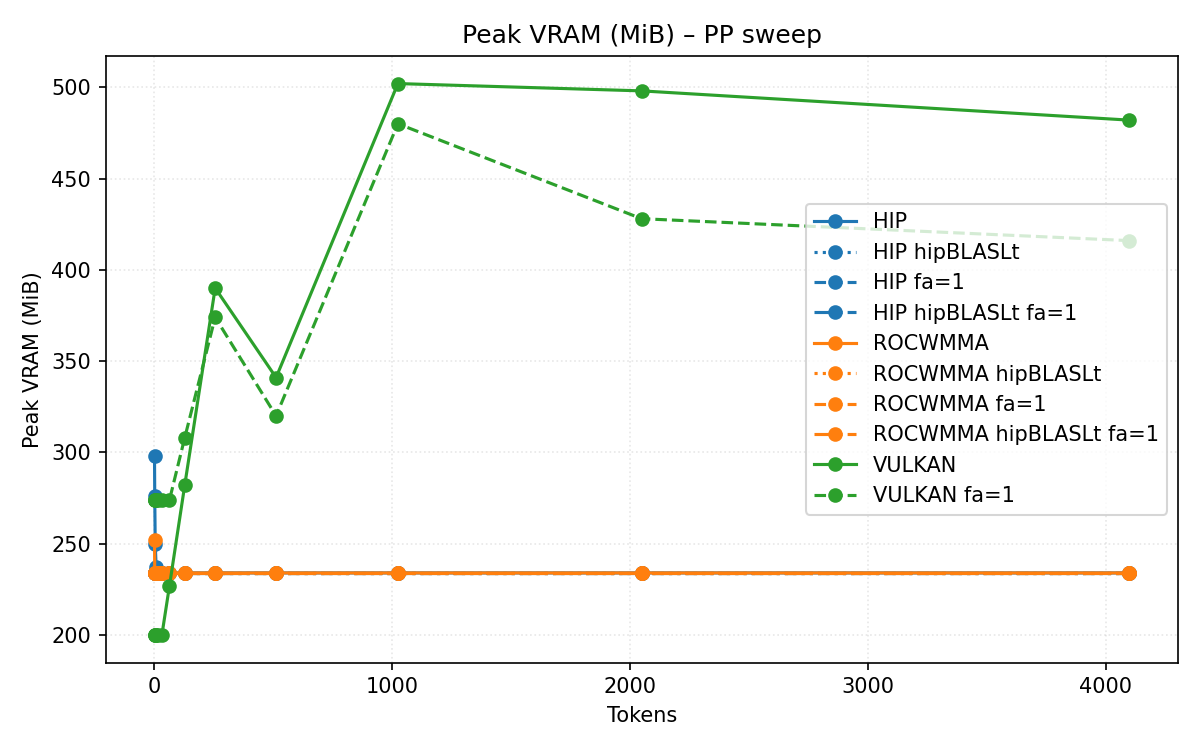 Peak VRAM (MiB) – PP sweep
Peak VRAM (MiB)
500
450
400
350
300
250
200
HIP
HIP hipBLASLt
HIP fa=1
HIP hipBLASLt fa=1
ROCWMMA
ROCWMMA hipBLASLt
ROCWMMA fa=1
ROCWMMA hipBLASLt fa=1
VULKAN
VULKAN fa=1
0
1000
2000
3000
4000
Tokens